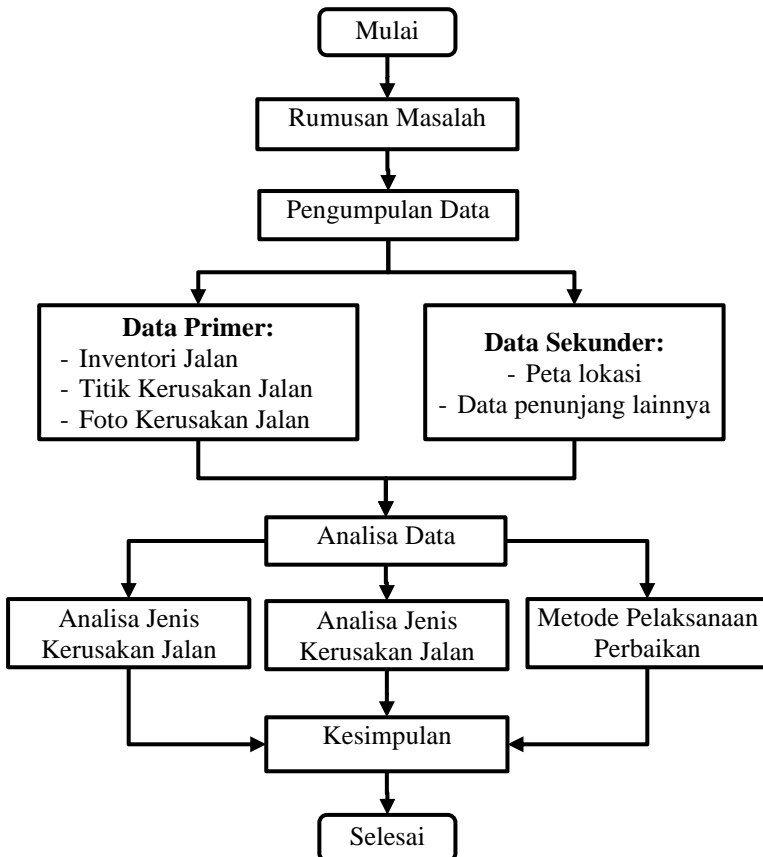 Mulai
Rumusan Masalah
Pengumpulan Data
Data Primer:
- Inventori Jalan
- Titik Kerusakan Jalan
- Foto Kerusakan Jalan
Data Sekunder:
- Peta lokasi
- Data penunjang lainnya
Analisa Data
Analisa Jenis
Kerusakan Jalan
Analisa Jenis
Kerusakan Jalan
Metode Pelaksanaan
Perbaikan
Kesimpulan
Selesai